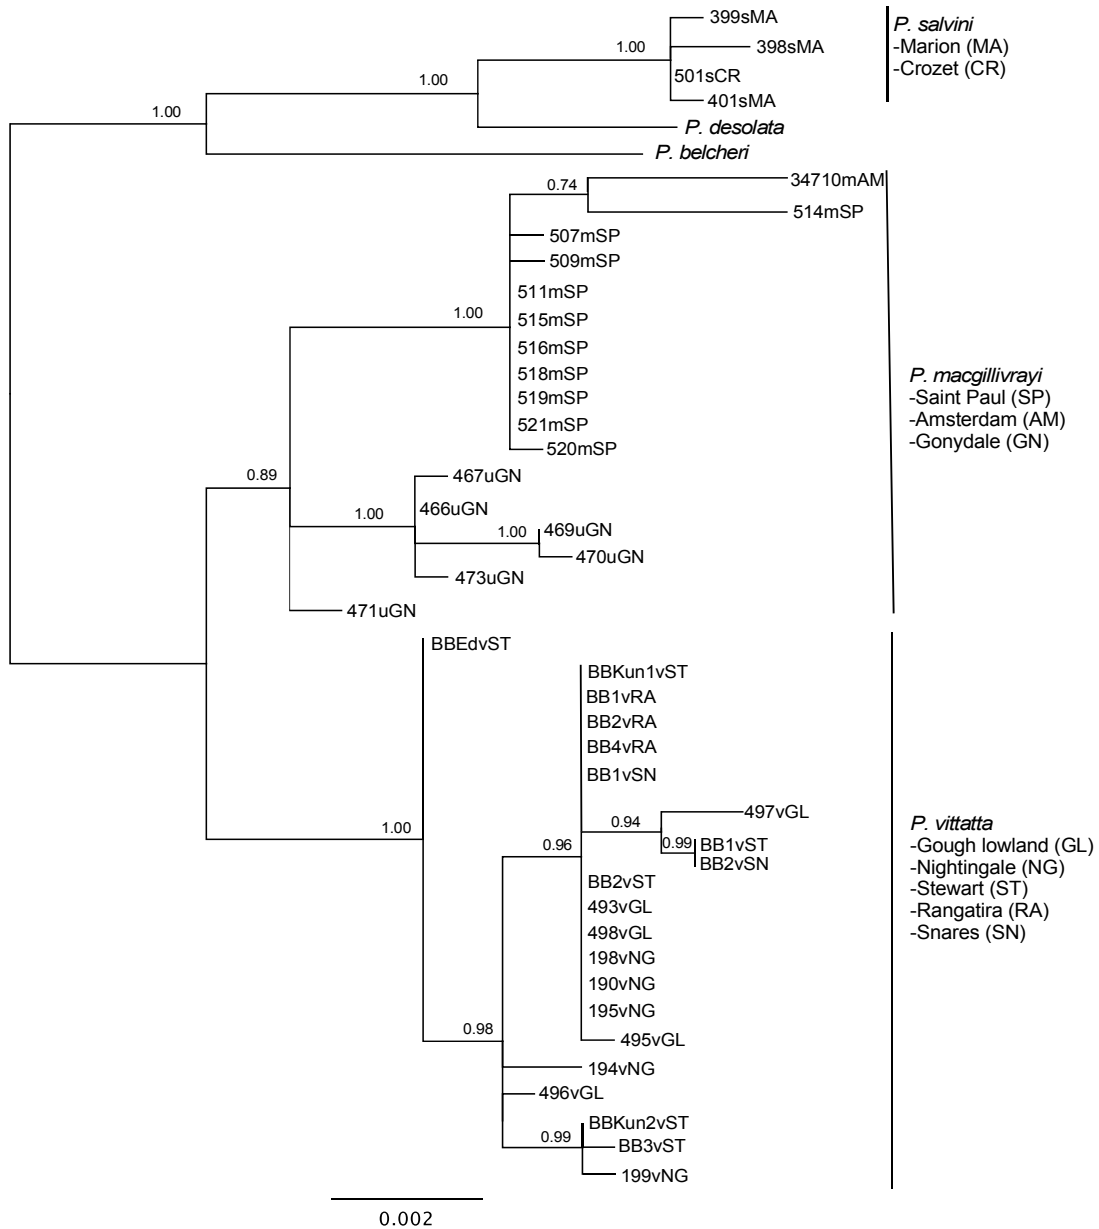 399sMA
1.00
398sMA
501sCR
401sMA
P. salvini
-Marion (MA)
-Crozet (CR)
1.00
1.00
P. desolata
P. belcheri
34710mAM
0.74
514mSP
507mSP
509mSP
511mSP
1.00
515mSP
516mSP
518mSP
519mSP
521mSP
520mSP
P. macgillivrayi
-Saint Paul (SP)
-Amsterdam (AM)
-Gonydale (GN)
0.89
467uGN
466uGN
1.00
1.00
469uGN
470uGN
473uGN
471uGN
BBEdvST
BBKun1vST
BB1vRA
BB2vRA
BB4vRA
BB1vSN
497vGL
0.94
1.00
0.96
0.99
BB1vST
BB2vSN
BB2vST
493vGL
498vGL
198vNG
190vNG
195vNG
P. vittatta
-Gough lowland (GL)
-Nightingale (NG)
-Stewart (ST)
-Rangatira (RA)
-Snares (SN)
0.98
495vGL
194vNG
496vGL
BBKun2vST
0.99
BB3vST
199vNG
0.002